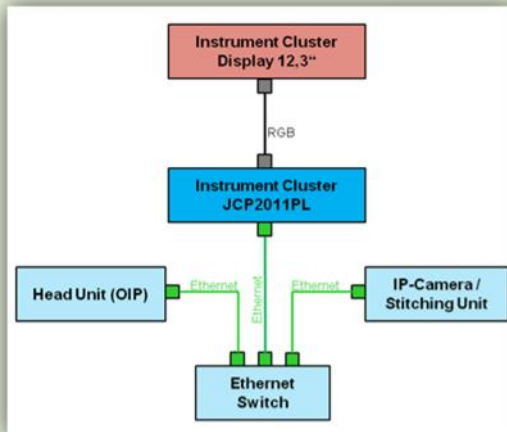 Instrument Cluster
Display 12,3“
RGB
Instrument Cluster
JCP2011PL
Head Unit (OIP)
Ethernet
Ethernet
Ethernet
IP-Camera /
Stitching Unit
Ethernet
Switch